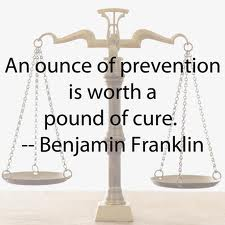 An ounce of prevention
is worth a
pound of cure.
-- Benjamin Franklin